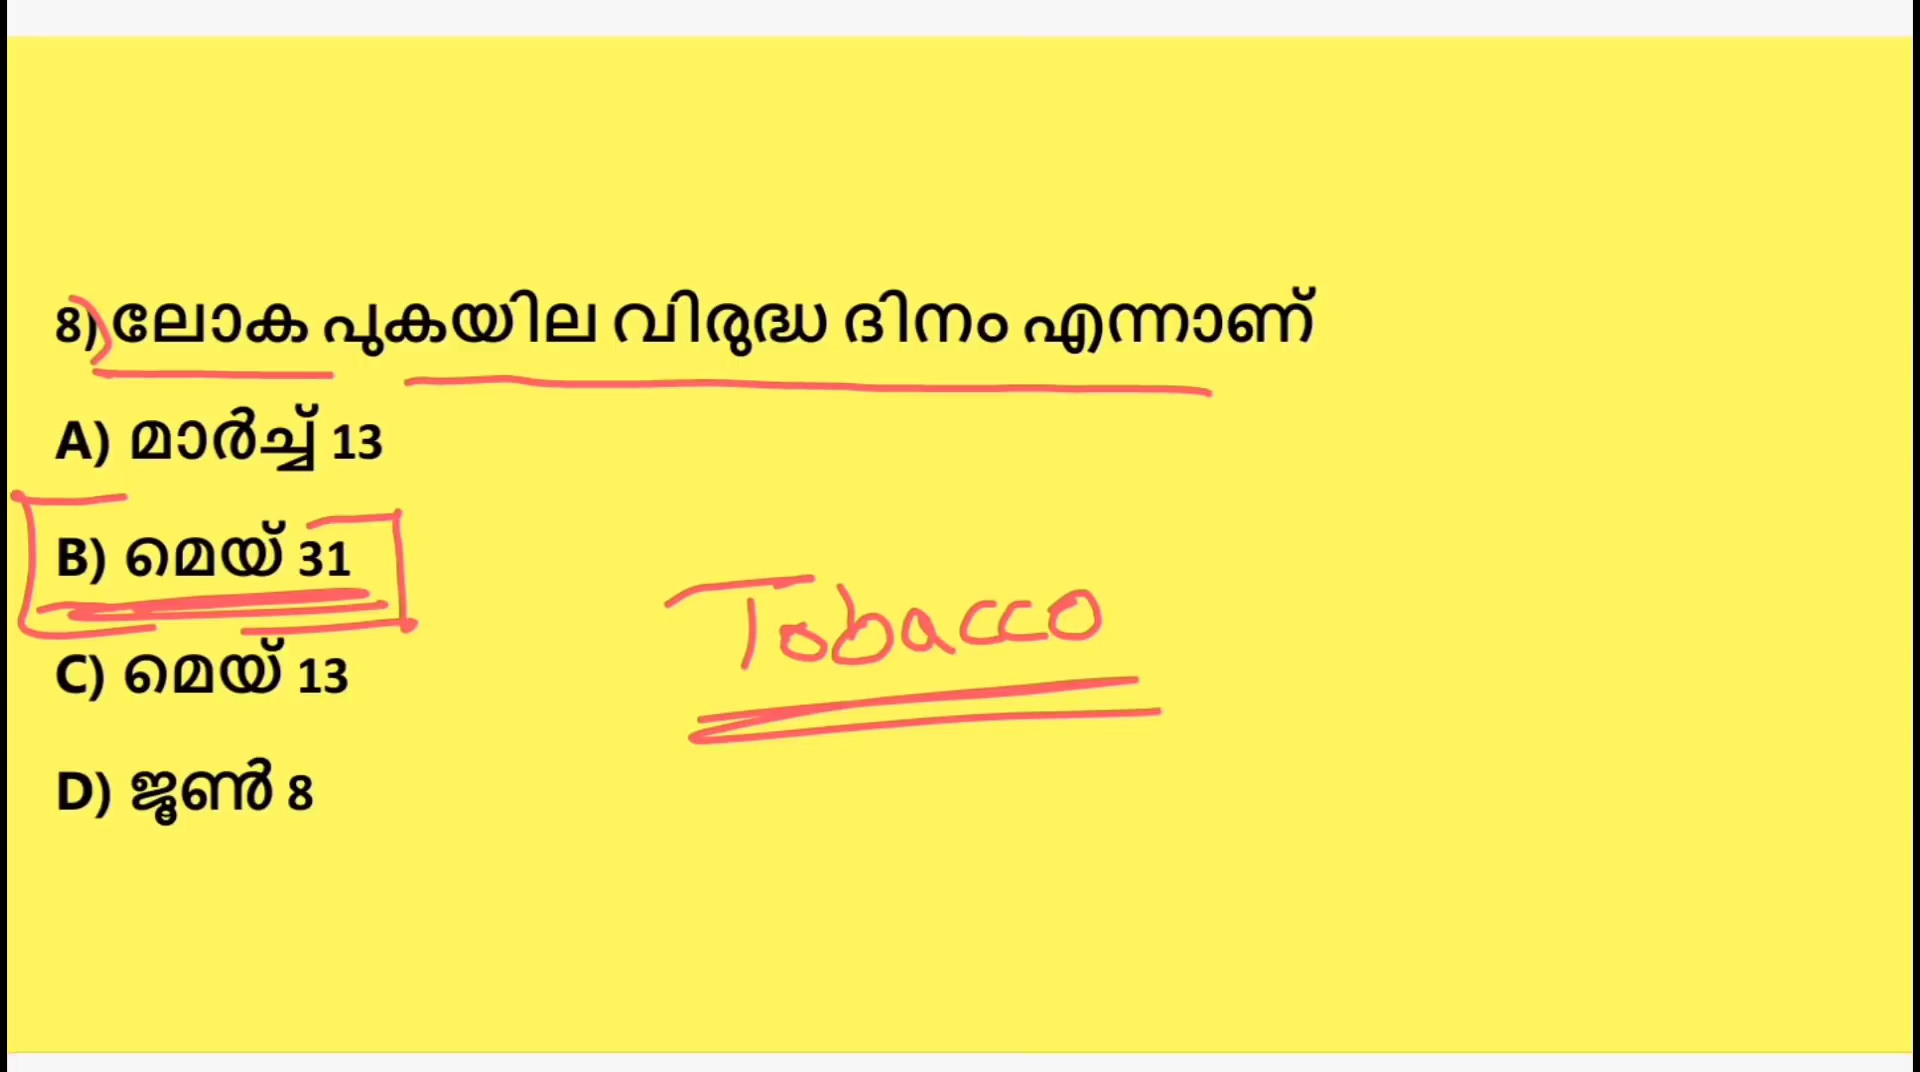 8) ലോക പുകയില വിരുദ്ധ ദിനം എന്നാണ്
A) മാർച്ച് 13
B) മെയ് 31
Tobacco
C) മെയ് 13
D) ജൂൺ 8